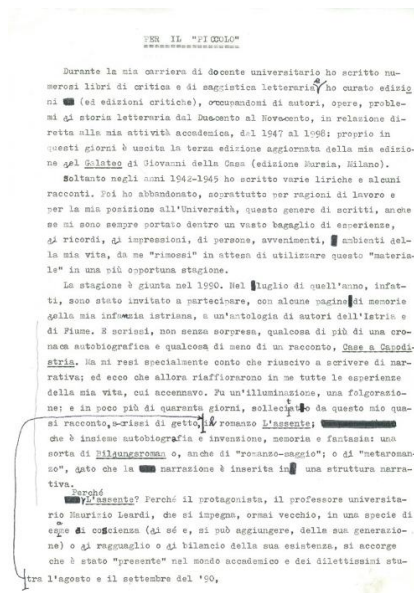 PER IL "PICCOLO"
Durante la mia carriera di docente universitario ho scritto nu-
merosi libri di critica e di saggistica letteraria e ho curato edizio
ni (ed edizioni critiche), occupandomi di autori, opere, proble-
mi di storia letteraria dal Duecento al Novecento, in relazione di-
retta alla mia attività accademica, dal 1947 al 1998: proprio in
questi giorni è uscita la terza edizione aggiornata della mia edizio-
ne del Galateo di Giovanni della Casa (edizione Mursia, Milano).
Soltanto negli anni 1942-1945 ho scritto varie liriche e alcuni
racconti. Poi ho abbandonato, soprattutto per ragioni di lavoro e
per la mia posizione all'Università, questo genere di scritti, anche
se mi sono sempre portato dentro un vasto bagaglio di esperienze,
di ricordi, di impressioni, di persone, avvenimenti, ambienti del-
la mia vita, da me "rimossi" in attesa di utilizzare questo "materia-
le" in una più opportuna stagione.
La stagione è giunta nel 1990. Nel luglio di quell'anno, infat-
ti, sono stato invitato a partecipare, con alcune pagine di memorie
della mia infanzia istriana, a un'antologia di autori dell'Istria e
di Fiume. E scrissi, non senza sorpresa, qualcosa di più di una cro-
naca autobiografica e qualcosa di meno di un racconto, Case a Capodi-
stria. Ma mi resi specialmente conto che riuscivo a scrivere di nar-
rativa; ed ecco che allora riaffiorarono in me tutte le esperienze
della mia vita, cui accennavo. Fu un'illuminazione, una folgorazio-
ne; e in poco più di quaranta giorni, sollecitato da questo mio qua-
si racconto, scrissi di getto, il romanzo L'assente;
che è insieme autobiografia e invenzione, memoria e fantasia: una
sorta di Bildungsroman o, anche di "romanzo-saggio"; o di "metaroman-
zo", dato che la narrazione è inserita in una struttura narra-
tiva.
Perché
L'assente? Perché il protagonista, il professore universita-
rio Maurizio Leardi, che si impegna, ormai vecchio, in una specie di
esame di coscienza (di sé e, si può aggiungere, della sua generazio-
ne) o di ragguaglio o di bilancio della sua esistenza, si accorge
che è stato "presente" nel mondo accademico e dei dilettissimi stu-
tra l'agosto e il settembre del '90,